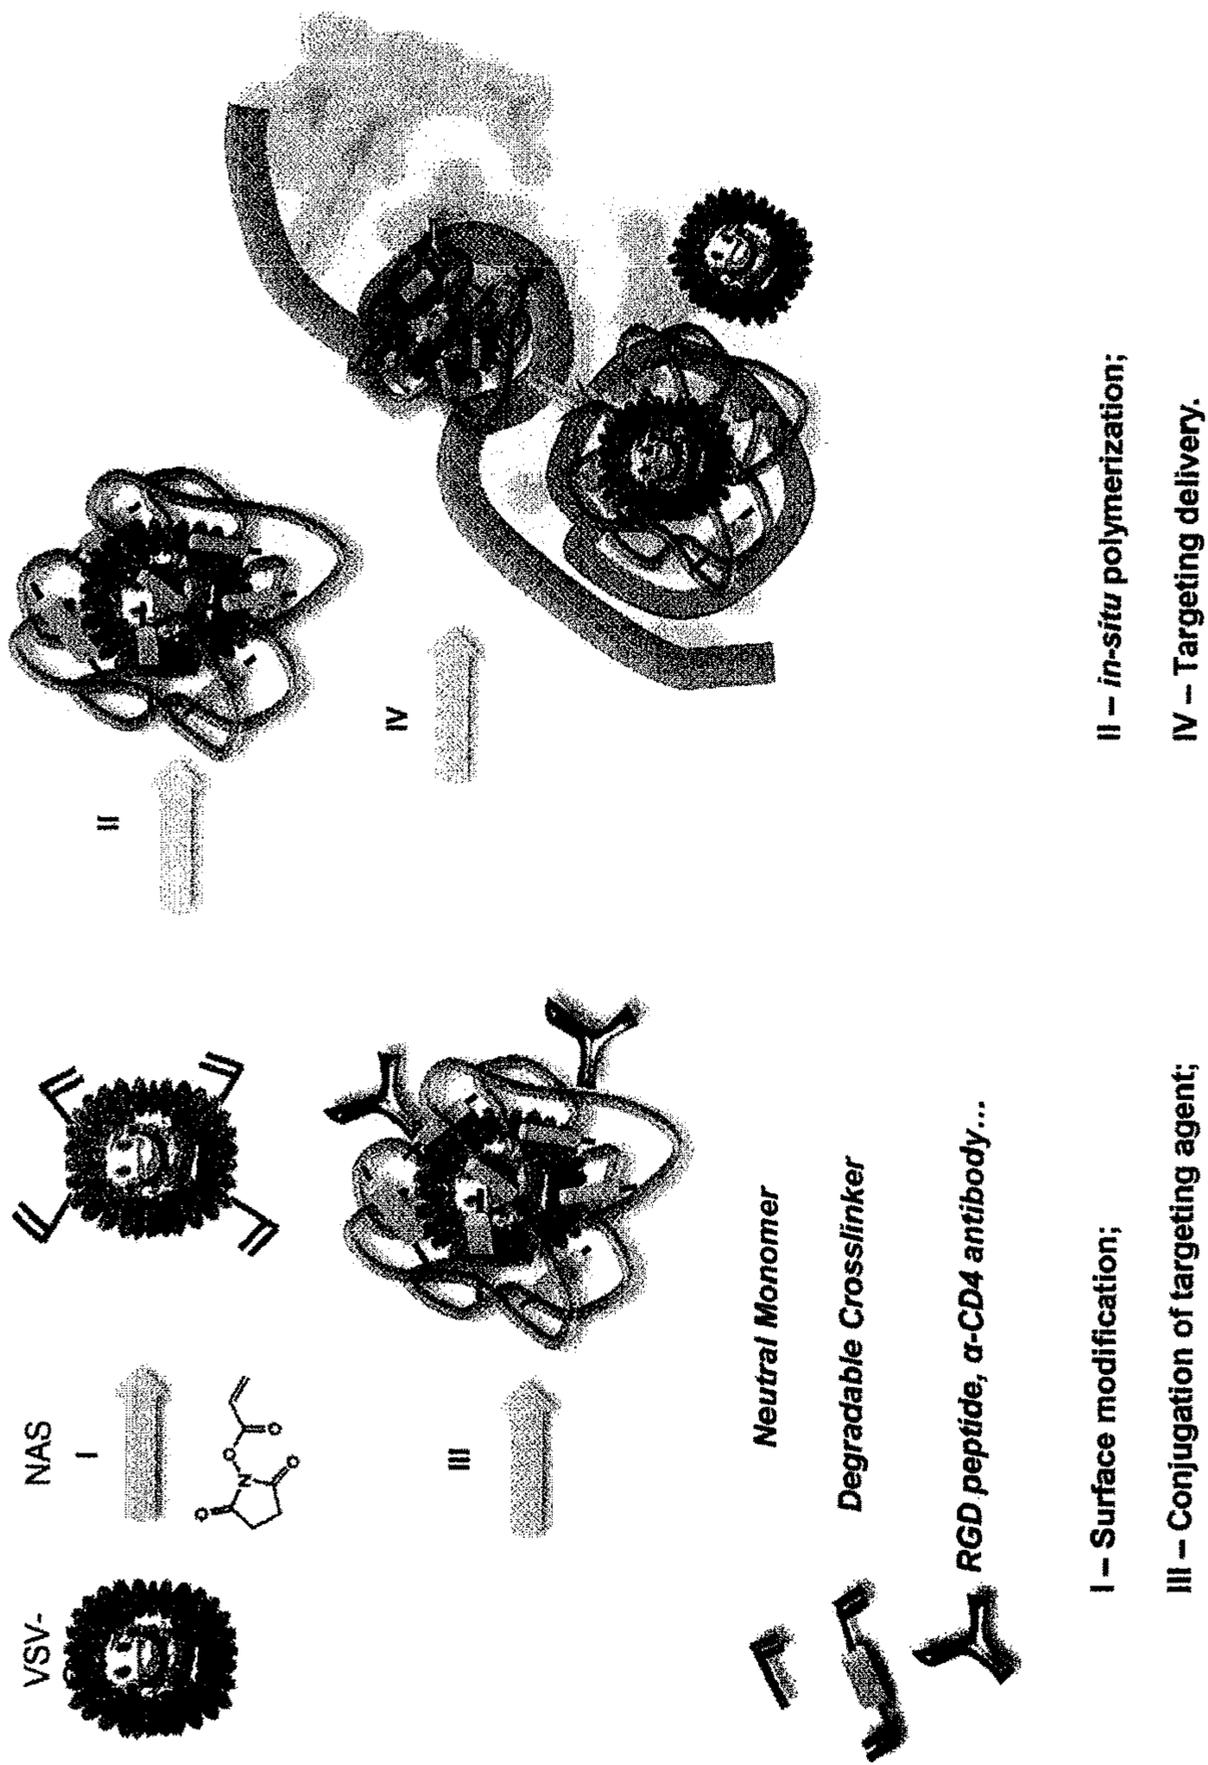 VSV-
NAS
I
II
III
IV
O
N
O
O
O
Neutral Monomer
Degradable Crosslinker
RGD peptide, α-CD4 antibody...
I – Surface modification;
II – in-situ polymerization;
III – Conjugation of targeting agent;
IV – Targeting delivery.